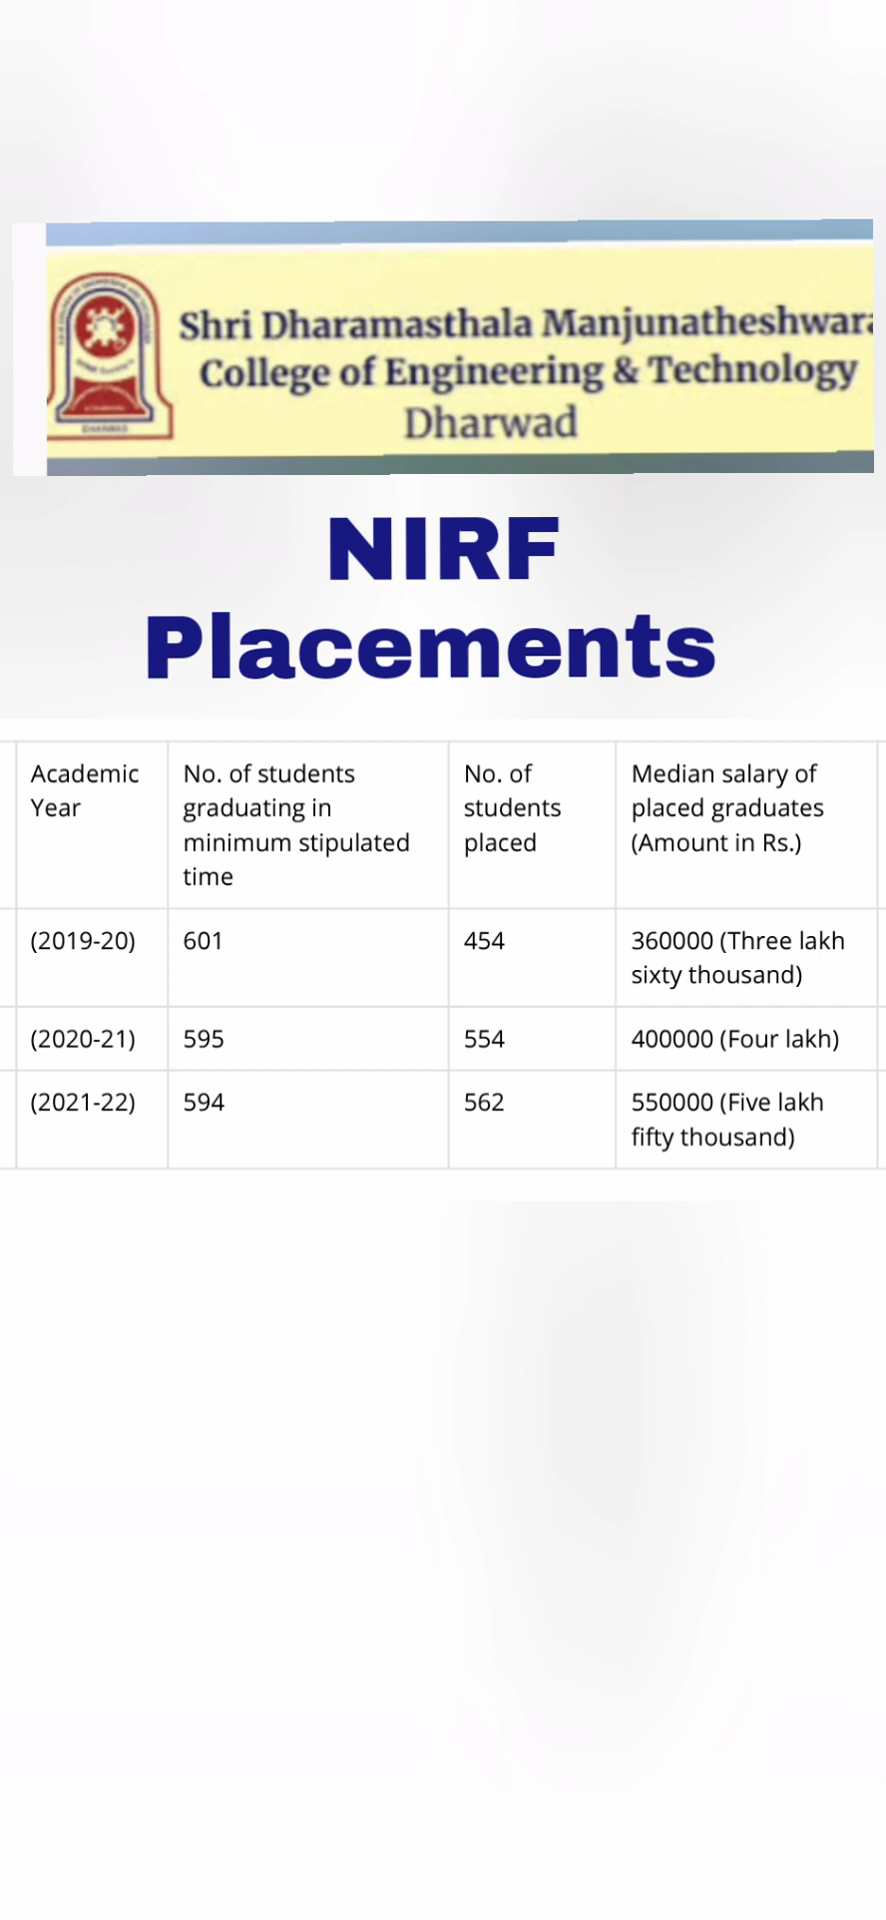 Shri Dharamasthala Manjunatheshwara
College of Engineering & Technology
Dharwad
DHARWAD
NIRF
Placements
Academic Year
No. of students graduating in minimum stipulated time
No. of students placed
Median salary of placed graduates (Amount in Rs.)
(2019-20) 601 454 360000 (Three lakh sixty thousand)
(2020-21) 595 554 400000 (Four lakh)
(2021-22) 594 562 550000 (Five lakh fifty thousand)